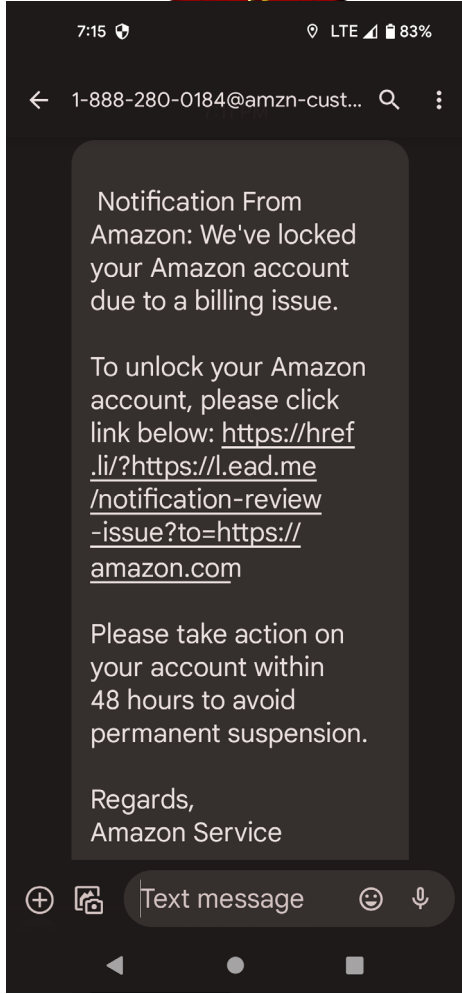 7:15 LTE 83%
1-888-280-0184@amzn-cust...
Notification From
Amazon: We've locked
your Amazon account
due to a billing issue.
To unlock your Amazon
account, please click
link below: https://href
.li/?https://l.ead.me
/notification-review
-issue?to=https://
amazon.com
Please take action on
your account within
48 hours to avoid
permanent suspension.
Regards,
Amazon Service
Text message